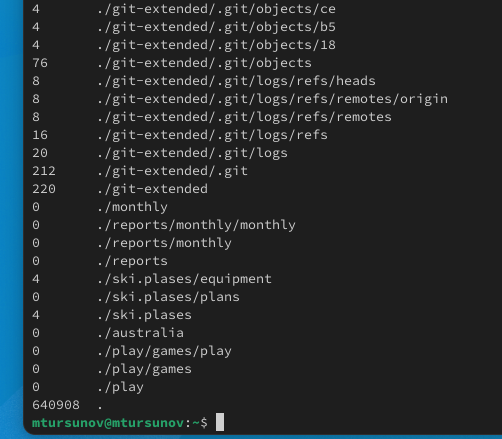 4 ./git-extended/.git/objects/ce
4 ./git-extended/.git/objects/b5
4 ./git-extended/.git/objects/18
76 ./git-extended/.git/objects
8 ./git-extended/.git/logs/refs/heads
8 ./git-extended/.git/logs/refs/remotes/origin
8 ./git-extended/.git/logs/refs/remotes
16 ./git-extended/.git/logs/refs
20 ./git-extended/.git/logs
212 ./git-extended/.git
220 ./git-extended
0 ./monthly
0 ./reports/monthly/monthly
0 ./reports/monthly
0 ./reports
4 ./ski.plases/equipment
0 ./ski.plases/plans
4 ./ski.plases
0 ./australia
0 ./play/games/play
0 ./play/games
0 ./play
640908 .
mtursunov@mtursunov:~$